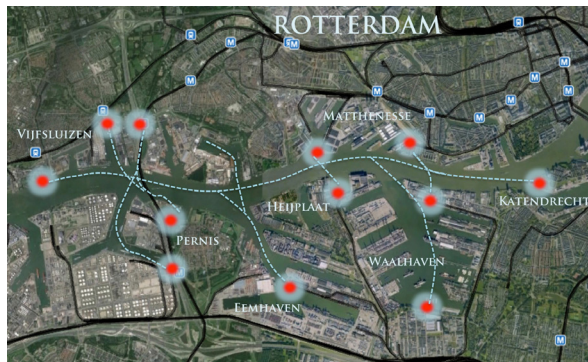 ROTTERDAM
MATTHENESSE
VIJFSLUIZEN
HEIJPLAAT
KATENDRECHT
PERNIS
WAALHAVEN
EEMHAVEN
M
M
M
M
M
M
M
M